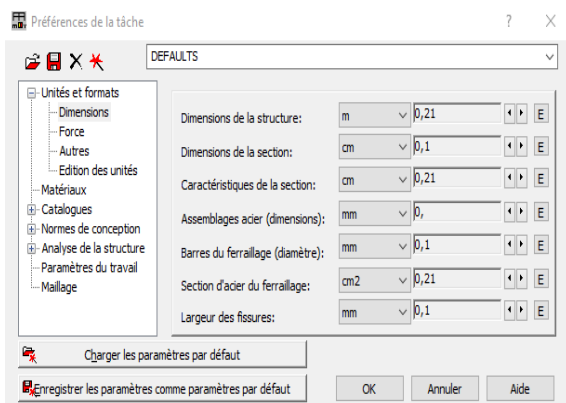 Préférences de la tâche
DEFAULTS
Unités et formats
Dimensions
Force
Autres
Edition des unités
Matériaux
Catalogues
Normes de conception
Analyse de la structure
Paramètres du travail
Maillage
Dimensions de la structure: m 0,21 E
Dimensions de la section: cm 0,1 E
Caractéristiques de la section: cm 0,21 E
Assemblages acier (dimensions): mm 0, E
Barres du ferraillage (diamètre): mm 0,1 E
Section d'acier du ferraillage: cm2 0,21 E
Largeur des fissures: mm 0,1 E
Charger les paramètres par défaut
Enregistrer les paramètres comme paramètres par défaut
OK Annuler Aide